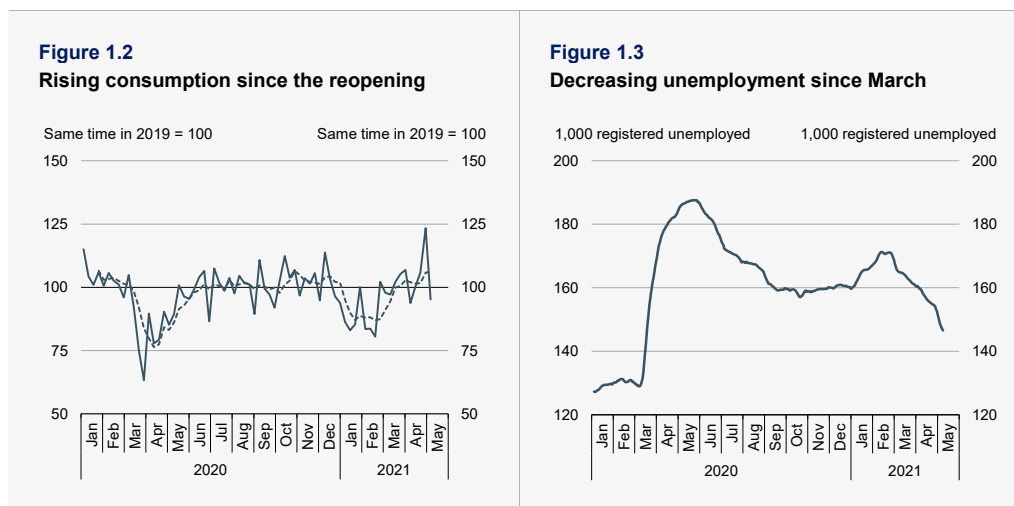 Figure 1.2
Rising consumption since the reopening
Same time in 2019 = 100 Same time in 2019 = 100
150 150
125 125
100 100
75 75
50 50
Jan Feb Mar Apr May Jun Jul Aug Sep Oct Nov Dec Jan Feb Mar Apr May
2020 2021
Figure 1.3
Decreasing unemployment since March
1,000 registered unemployed 1,000 registered unemployed
200 200
180 180
160 160
140 140
120 120
Jan Feb Mar Apr May Jun Jul Aug Sep Oct Nov Dec Jan Feb Mar Apr May
2020 2021